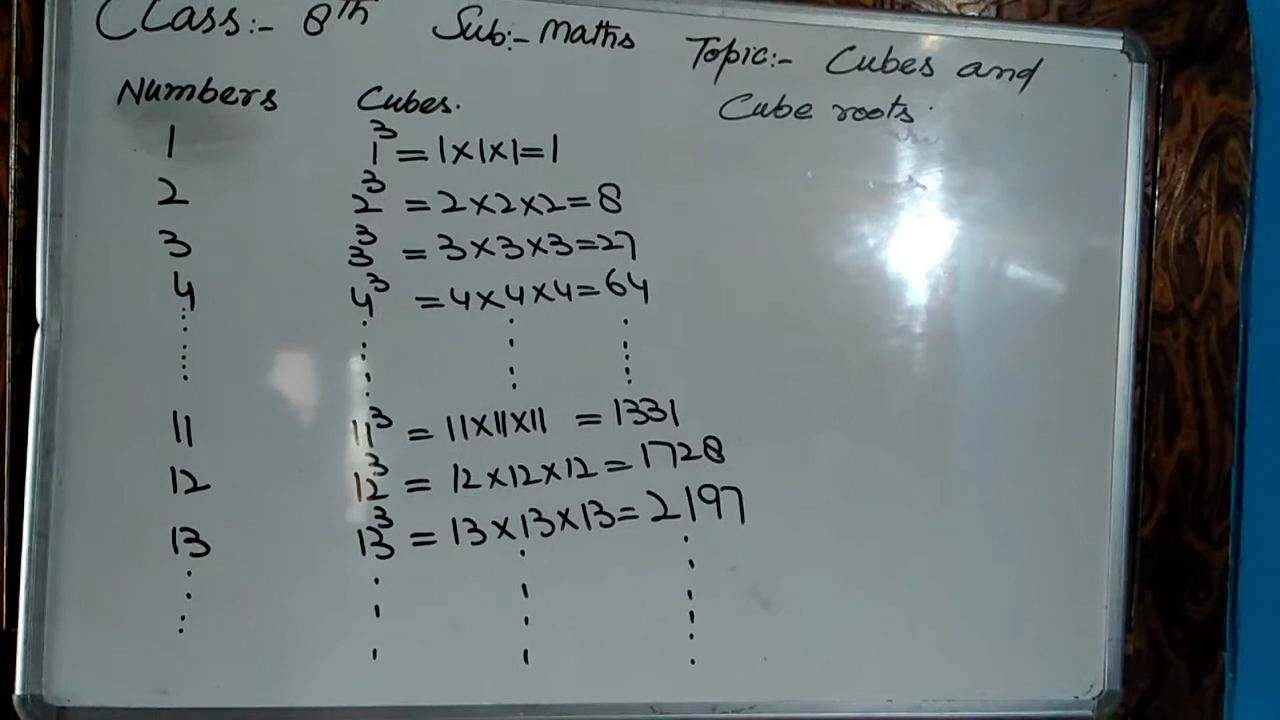 Class:- 8th Sub:- Maths Topic:- Cubes and
Cube roots.
Numbers Cubes.
1 1³ = 1×1×1=1
2 2³ = 2×2×2=8
3 3³ = 3×3×3=27
4 4³ = 4×4×4=64
11 11³ = 11×11×11 = 1331
12 12³ = 12×12×12=1728
13 13³ = 13×13×13=2197